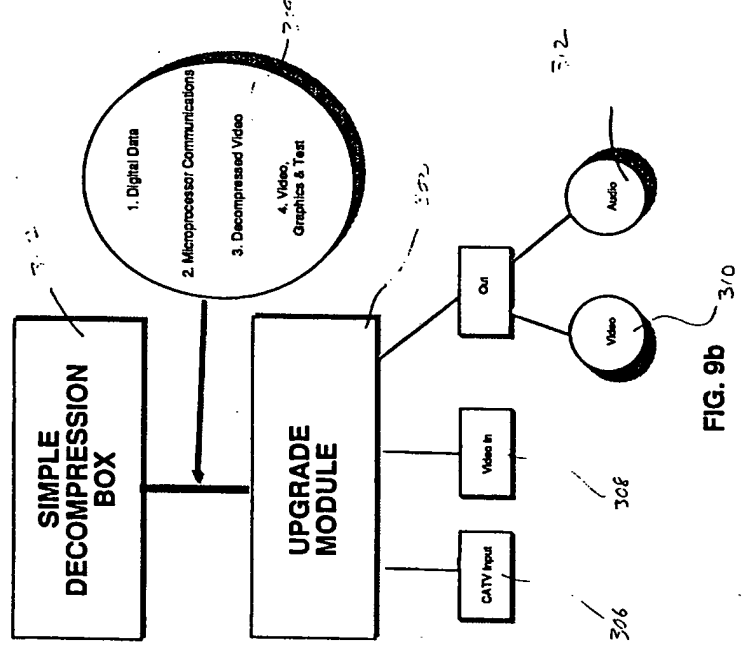 SIMPLE
DECOMPRESSION
BOX
1. Digital Data
2. Microprocessor Communications
3. Decompressed Video
4. Video,
Graphics & Test
UPGRADE
MODULE
CATV Input
Video In
Out
Video
Audio
306
308
310
312
FIG. 9b